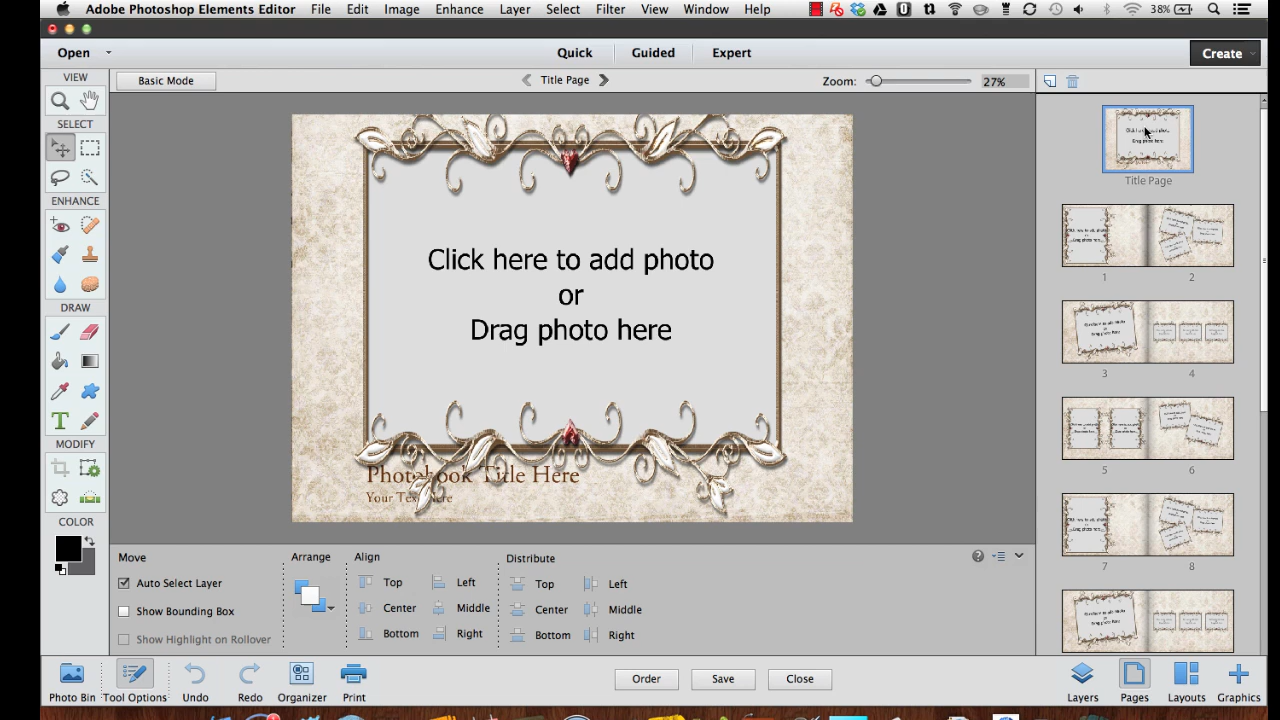 Adobe Photoshop Elements Editor File Edit Image Enhance Layer Select Filter View Window Help 38%
Open Quick Guided Expert Create
VIEW Basic Mode Title Page Zoom: 27%
SELECT
ENHANCE
DRAW
T
MODIFY
COLOR
Click here to add photo
or
Drag photo here
Photobook Title Here
Your Text Here
Title Page
1 2
3 4
5 6
7 8
Move Arrange Align Distribute
Auto Select Layer Top Left Top Left
Show Bounding Box Center Middle Center Middle
Show Highlight on Rollover Bottom Right Bottom Right
Photo Bin Tool Options Undo Redo Organizer Print Order Save Close Layers Pages Layouts Graphics